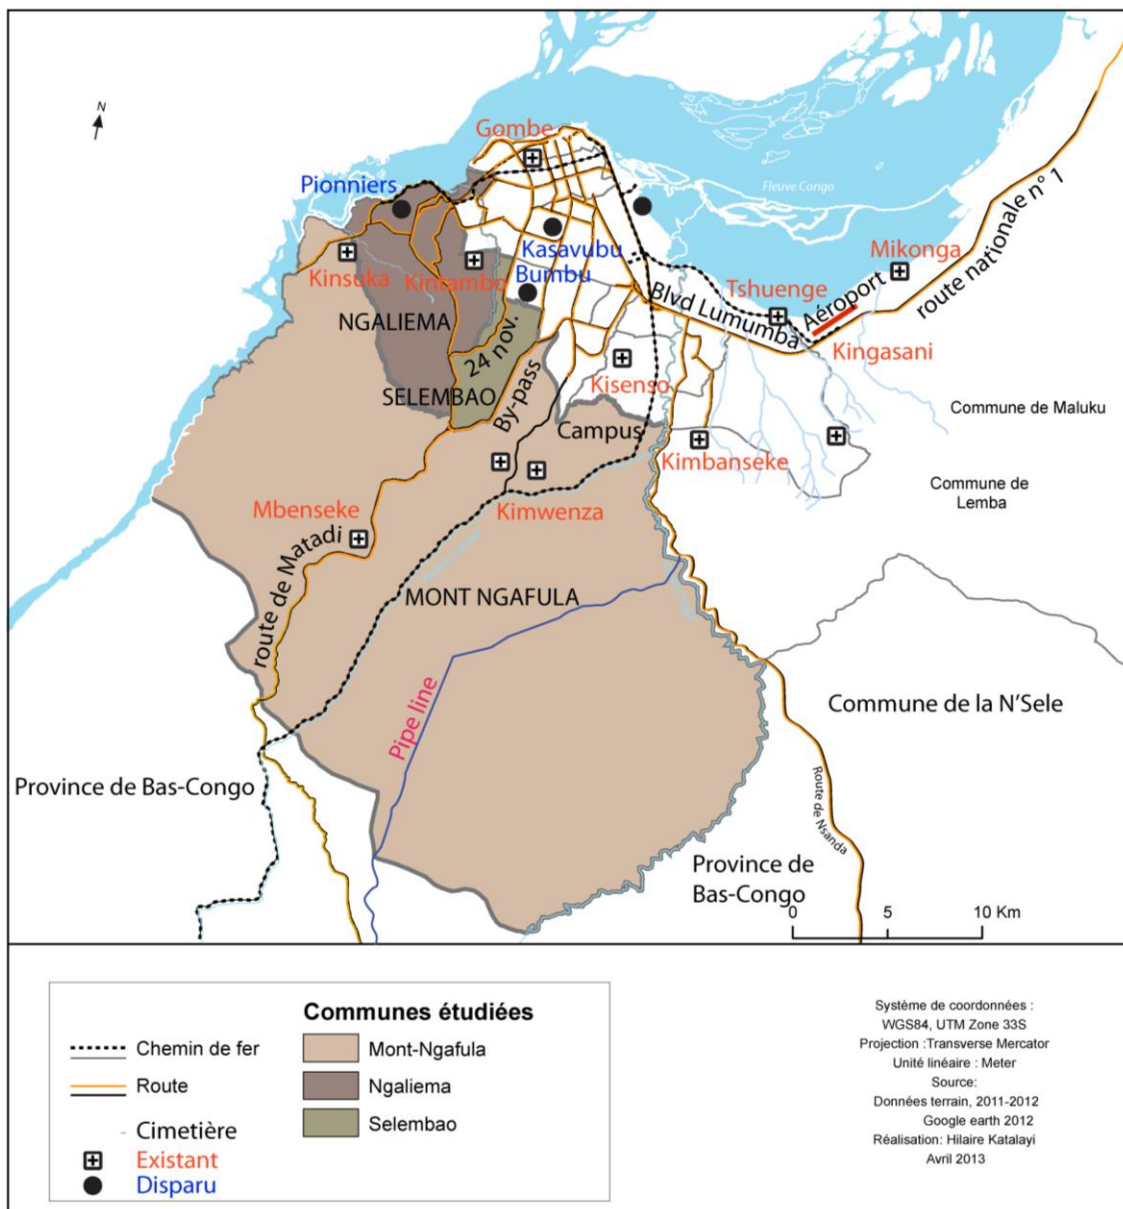 N
Gombe
Pionniers
Fleuve Congo
route nationale n° 1
Kasavubu
Mikonga
Kinsuka
Kintambo
Bumbu
Tshuenge
Aéroport
Blvd Lumumba
NGALIEMA
24 nov.
Kingasani
By-pass
Kisenso
SELEMBAO
Commune de Maluku
Campus
Kimbanseke
Commune de
Lemba
Mbenseke
Kimwenza
route de Matadi
MONT NGAFULA
Pipe line
Commune de la N'Sele
Province de Bas-Congo
Route de Nsanda
Province de
Bas-Congo
0 5 10 Km
Communes étudiées
Chemin de fer
Mont-Ngafula
Route
Ngaliema
Cimetière
Selembao
Existant
Disparu
Système de coordonnées :
WGS84, UTM Zone 33S
Projection :Transverse Mercator
Unité linéaire : Meter
Source:
Données terrain, 2011-2012
Google earth 2012
Réalisation: Hilaire Katalayi
Avril 2013